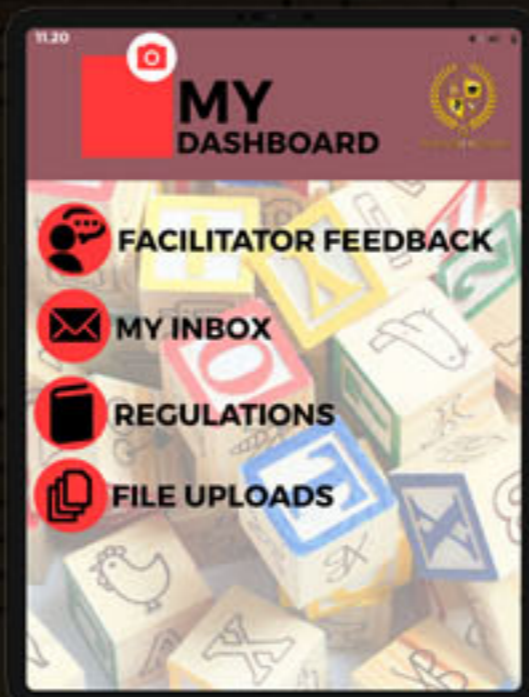 11.20
MY
DASHBOARD
FACILITATOR FEEDBACK
MY INBOX
REGULATIONS
FILE UPLOADS